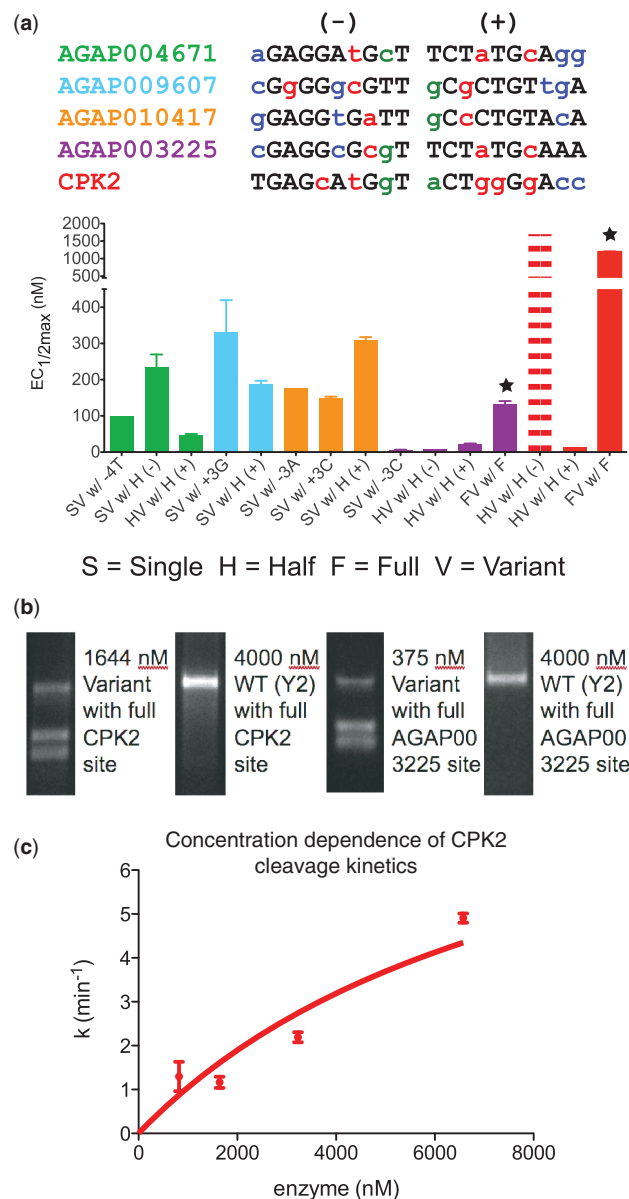 (a)
(-) (+)
AGAP004671 aGAGGAtGcT TCTaTGcAgg
AGAP009607 cGgGGgcGTT gCgCTGTtgA
AGAP010417 gGAGGtGaTT gCcCTGTAcA
AGAP003225 cGAGGcGcgT TCTaTGcAAA
CPK2 TGAGcAtGgT aCTggGgAcc
EC1/2max (nM)
2000
1500
1000
500
400
300
200
100
0
SV w/ -4T
SV w/ H (-)
HV w/ H (+)
SV w/ +3G
SV w/ H (+)
SV w/ -3A
SV w/ +3C
SV w/ H (+)
SV w/ -3C
HV w/ H (-)
HV w/ H (+)
FV w/ F
HV w/ H (-)
HV w/ H (+)
FV w/ F
S = Single H = Half F = Full V = Variant
(b)
1644 nM
Variant
with full
CPK2
site
4000 nM
WT (Y2)
with full
CPK2
site
375 nM
Variant
with full
AGAP00
3225 site
4000 nM
WT (Y2)
with full
AGAP00
3225 site
(c)
Concentration dependence of CPK2
cleavage kinetics
k (min-1)
6
5
4
3
2
1
0
0 2000 4000 6000 8000
enzyme (nM)